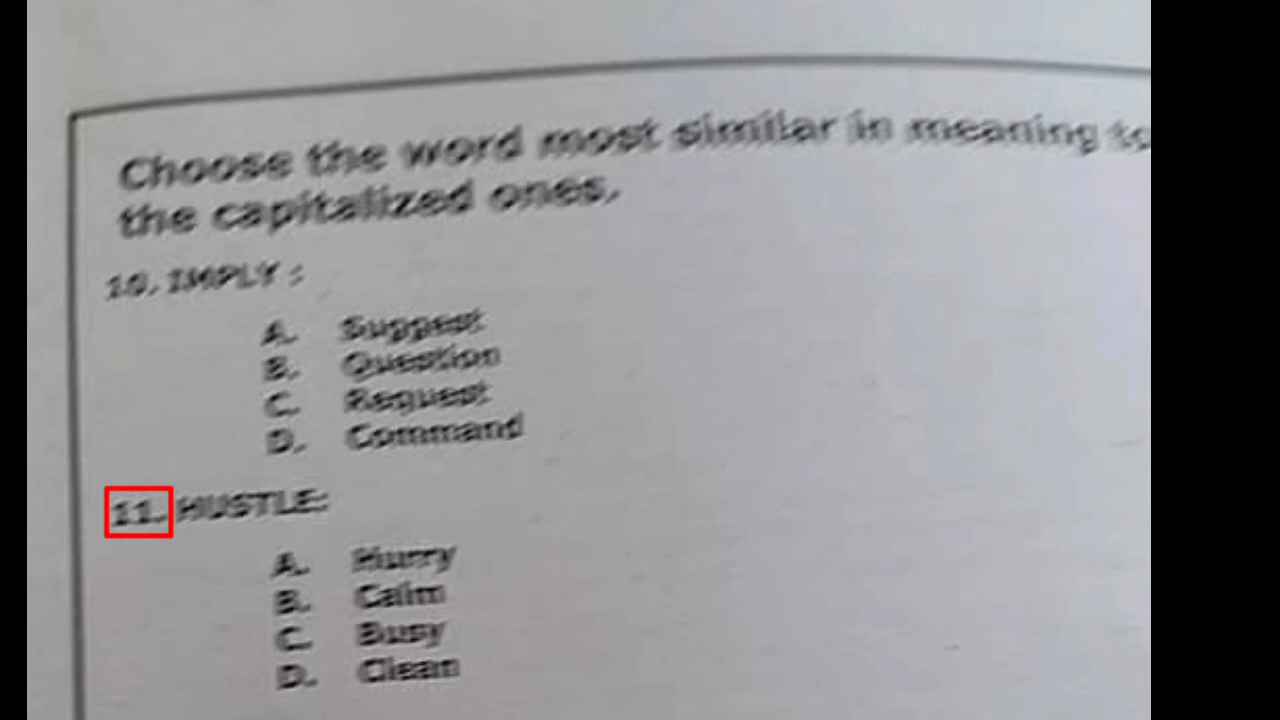 Choose the word most similar in meaning to
the capitalized ones.
10. IMPLY :
A. Suggest
B. Question
C. Request
D. Command
11. HUSTLE:
A. Hurry
B. Calm
C. Busy
D. Clean